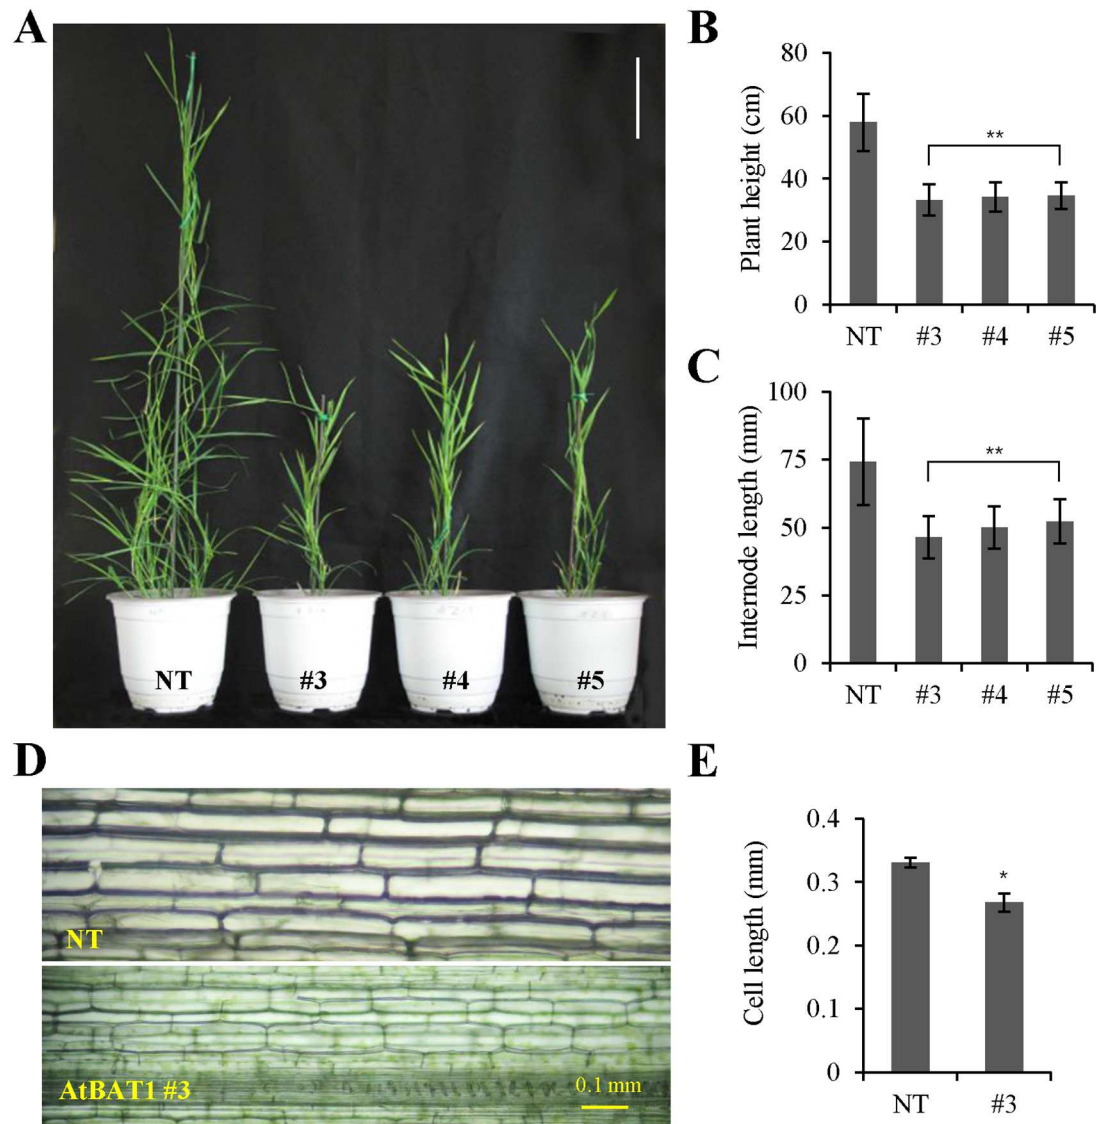 A
NT
#3
#4
#5
B
Plant height (cm)
80
60
40
20
0
**
NT #3 #4 #5
C
Internode length (mm)
100
75
50
25
0
**
NT #3 #4 #5
D
NT
AtBAT1 #3
0.1 mm
E
Cell length (mm)
0.4
0.3
0.2
0.1
0
*
NT #3